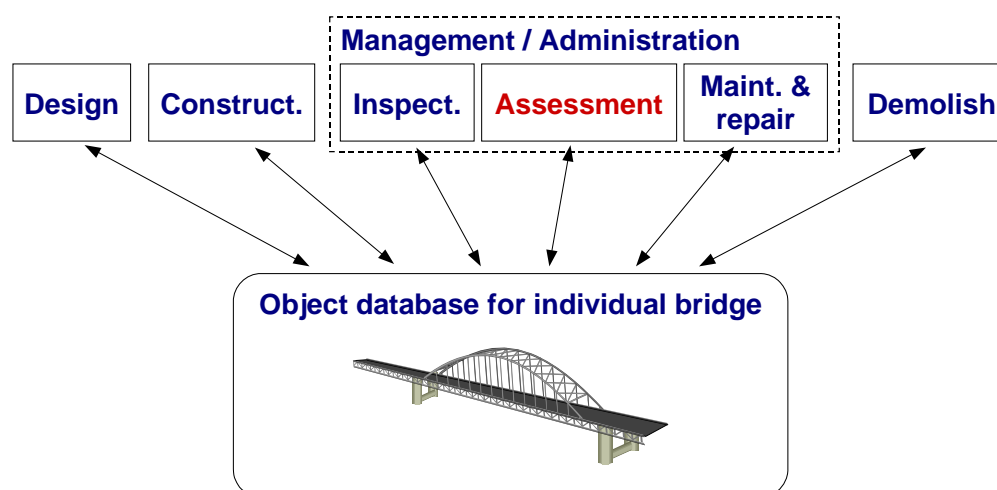 Management / Administration
Design
Construct.
Inspect.
Assessment
Maint. &
repair
Demolish
Object database for individual bridge